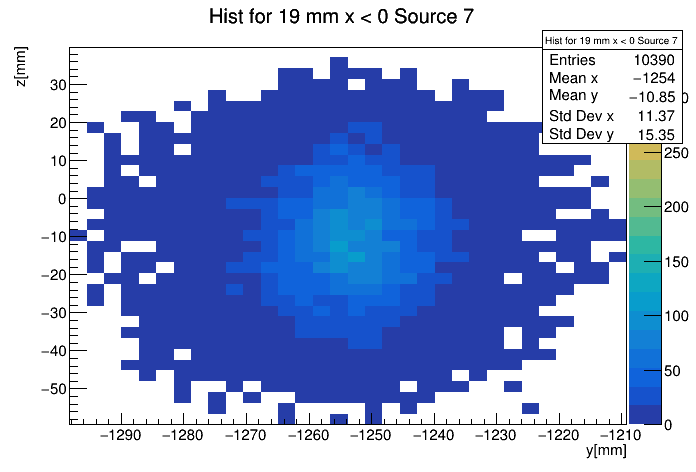 Hist for 19 mm x < 0 Source 7
Hist for 19 mm x < 0 Source 7
Entries 10390
Mean x −1254
Mean y −10.85
Std Dev x 11.37
Std Dev y 15.35
z[mm]
30
20
10
0
−10
−20
−30
−40
−50
−1290 −1280 −1270 −1260 −1250 −1240 −1230 −1220 −1210
y[mm]
250
200
150
100
50
0